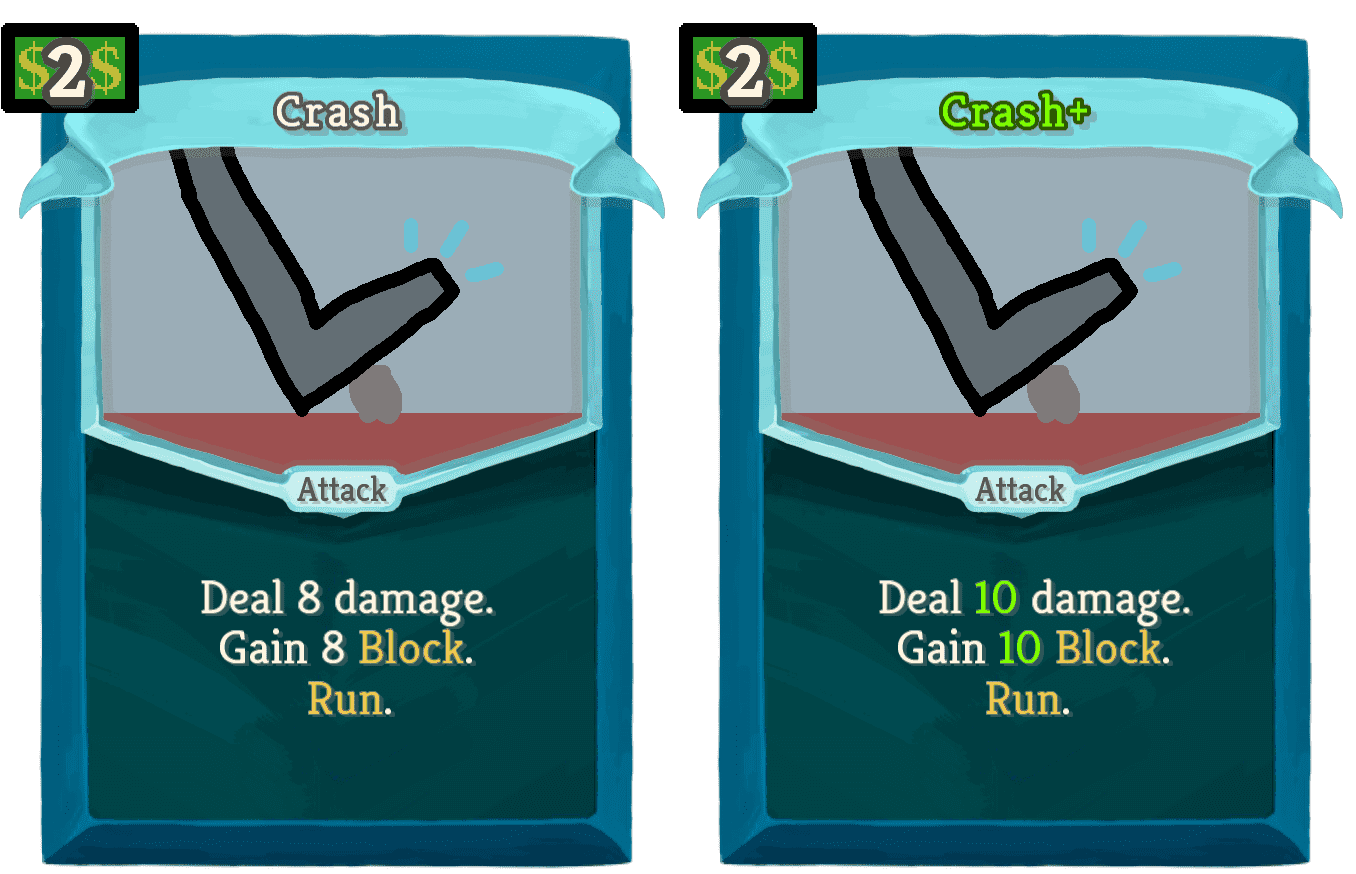 $2$
Crash
Attack
Deal 8 damage.
Gain 8 Block.
Run.
$2$
Crash+
Attack
Deal 10 damage.
Gain 10 Block.
Run.